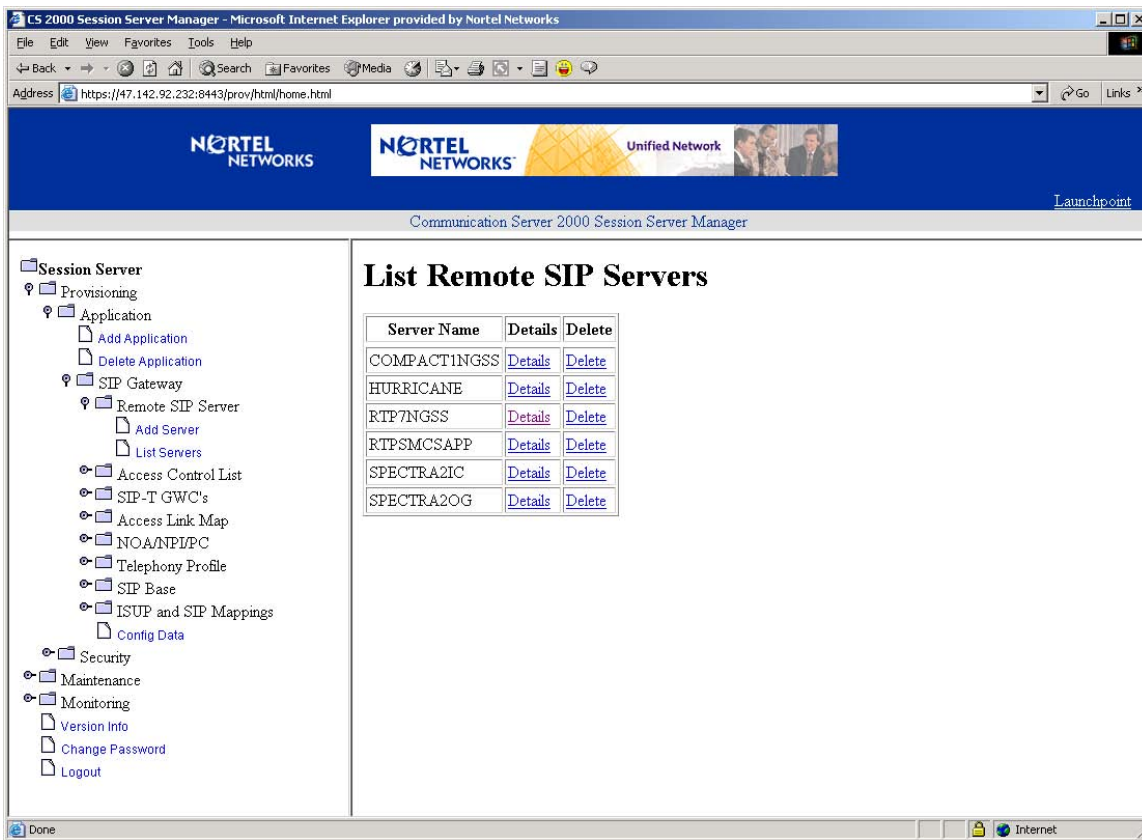 CS 2000 Session Server Manager - Microsoft Internet Explorer provided by Nortel Networks
File Edit View Favorites Tools Help
Back Search Favorites Media
Address https://47.142.92.232:8443/prov/html/home.html Go Links »
NORTEL NETWORKS
NORTEL NETWORKS™ Unified Network
Launchpoint
Communication Server 2000 Session Server Manager
Session Server
Provisioning
Application
Add Application
Delete Application
SIP Gateway
Remote SIP Server
Add Server
List Servers
Access Control List
SIP-T GWC's
Access Link Map
NOA/NPI/PC
Telephony Profile
SIP Base
ISUP and SIP Mappings
Config Data
Security
Maintenance
Monitoring
Version Info
Change Password
Logout
List Remote SIP Servers
Server Name Details Delete
COMPACT1NGSS Details Delete
HURRICANE Details Delete
RTP7NGSS Details Delete
RTPSMCSAPP Details Delete
SPECTRA2IC Details Delete
SPECTRA2OG Details Delete
Done Internet